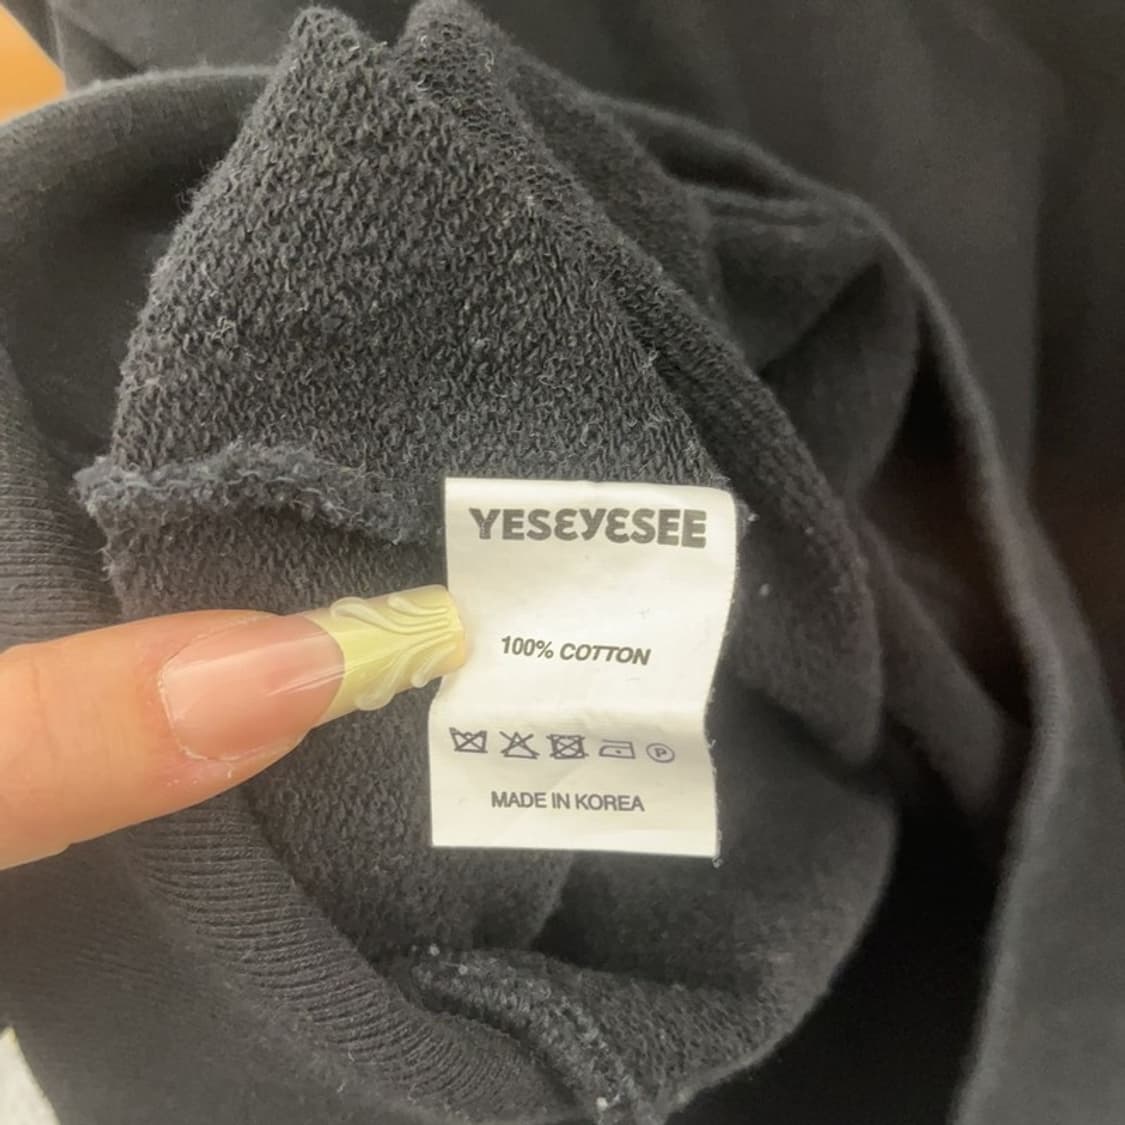 YESEYESEE
100% COTTON
P
MADE IN KOREA